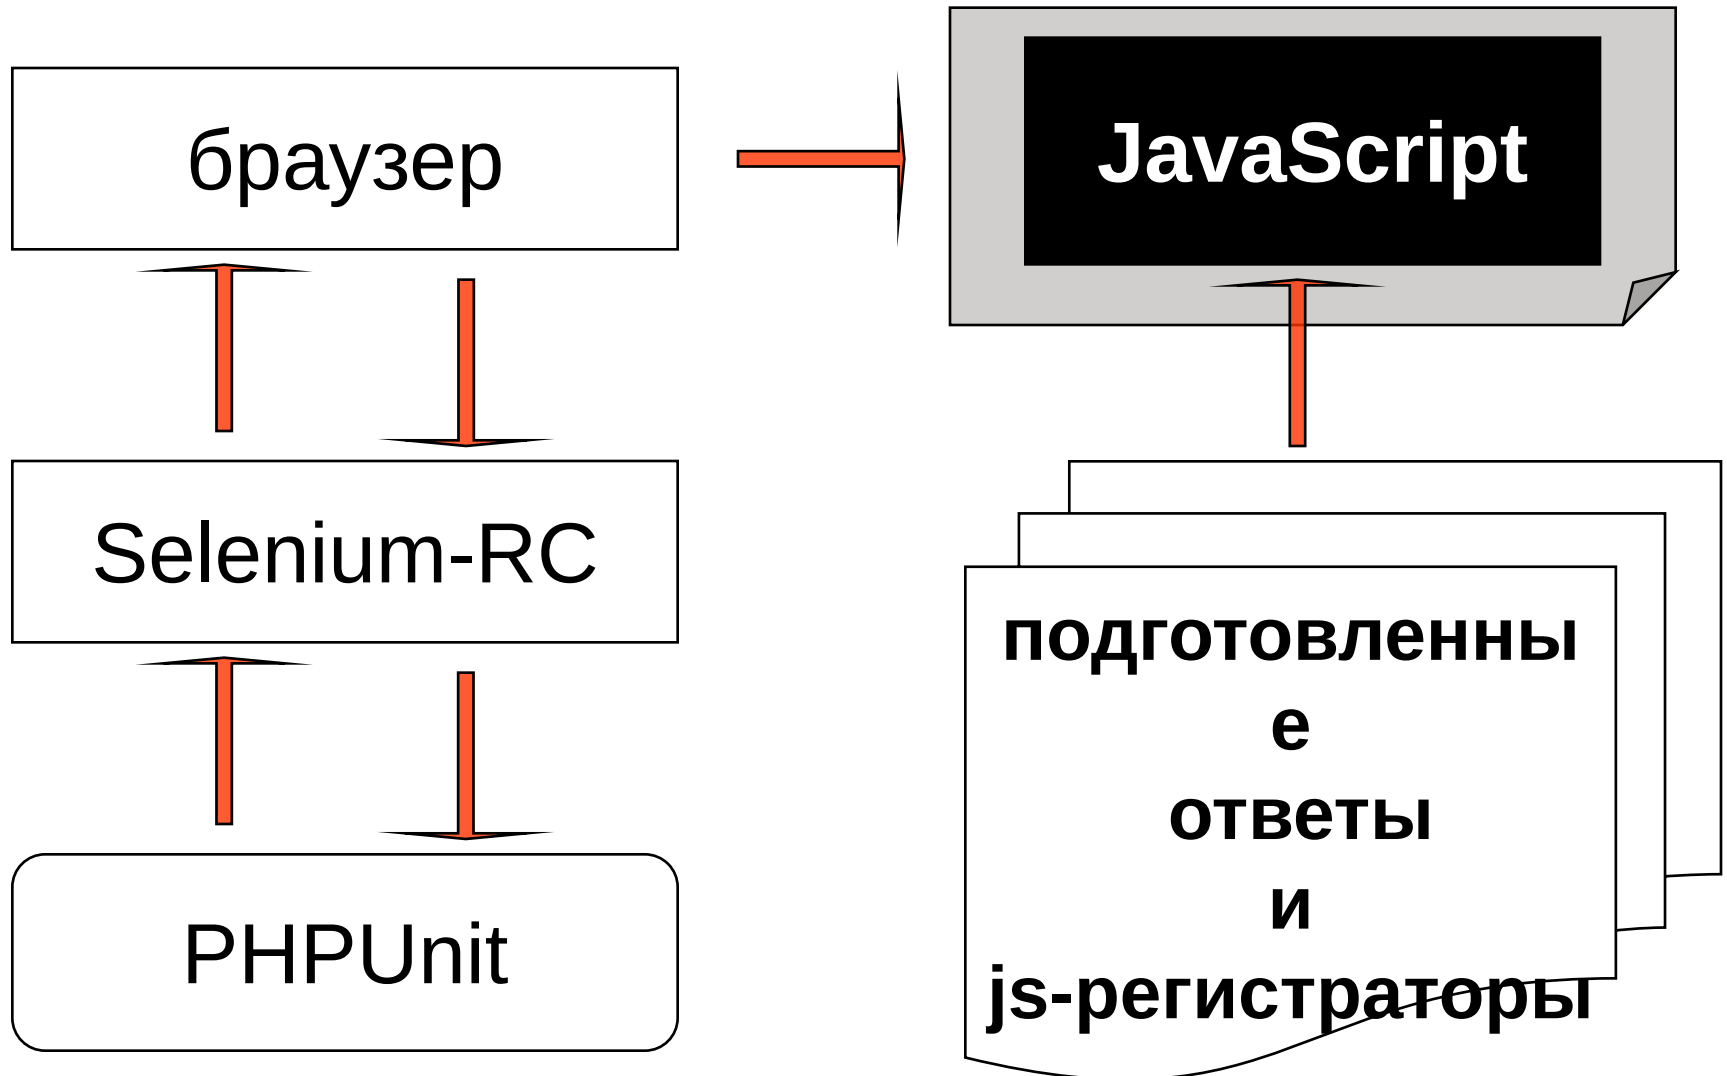 браузер
JavaScript
Selenium-RC
PHPUnit
подготовленны
е
ответы
и
js-регистраторы